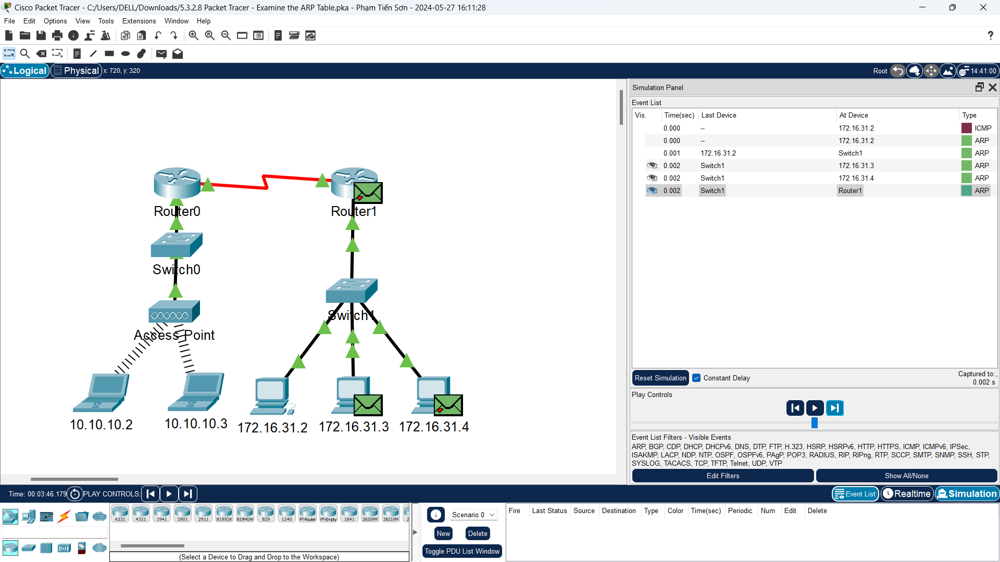 Cisco Packet Tracer - C:/Users/DELL/Downloads/5.3.2.8 Packet Tracer - Examine the ARP Table.pka - Phạm Tiến Sơn - 2024-05-27 16:11:28
File Edit Options View Tools Extensions Window Help
Logical Physical x: 720, y: 320 Root 14:41:00
Simulation Panel
Event List
Vis. Time(sec) Last Device At Device Type
0.000 -- 172.16.31.2 ICMP
0.000 -- 172.16.31.2 ARP
0.001 172.16.31.2 Switch1 ARP
0.002 Switch1 172.16.31.3 ARP
0.002 Switch1 172.16.31.4 ARP
0.002 Switch1 Router1 ARP
Router0 Router1
Switch0
Switch1
Access Point
10.10.10.2 10.10.10.3 172.16.31.2 172.16.31.3 172.16.31.4
Reset Simulation Constant Delay Captured to:
0.002 s
Play Controls
Event List Filters - Visible Events
ARP, BGP, CDP, DHCP, DHCPv6, DNS, DTP, FTP, H.323, HSRP, HSRPv6, HTTP, HTTPS, ICMP, ICMPv6, IPSec,
ISAKMP, LACP, NDP, NTP, OSPF, OSPFv6, PAgP, POP3, RADIUS, RIP, RIPng, RTP, SCCP, SMTP, SNMP, SSH, STP,
SYSLOG, TACACS, TCP, TFTP, Telnet, UDP, VTP
Edit Filters Show All/None
Time: 00:03:46.179 PLAY CONTROLS: Event List Realtime Simulation
4331 4321 1941 2901 2911 819IOX 819HGW 829 1240 PT-Router PT-Empty 1841 2620XM 2621XM 2
Scenario 0
New Delete
Toggle PDU List Window
Fire Last Status Source Destination Type Color Time(sec) Periodic Num Edit Delete
(Select a Device to Drag and Drop to the Workspace)